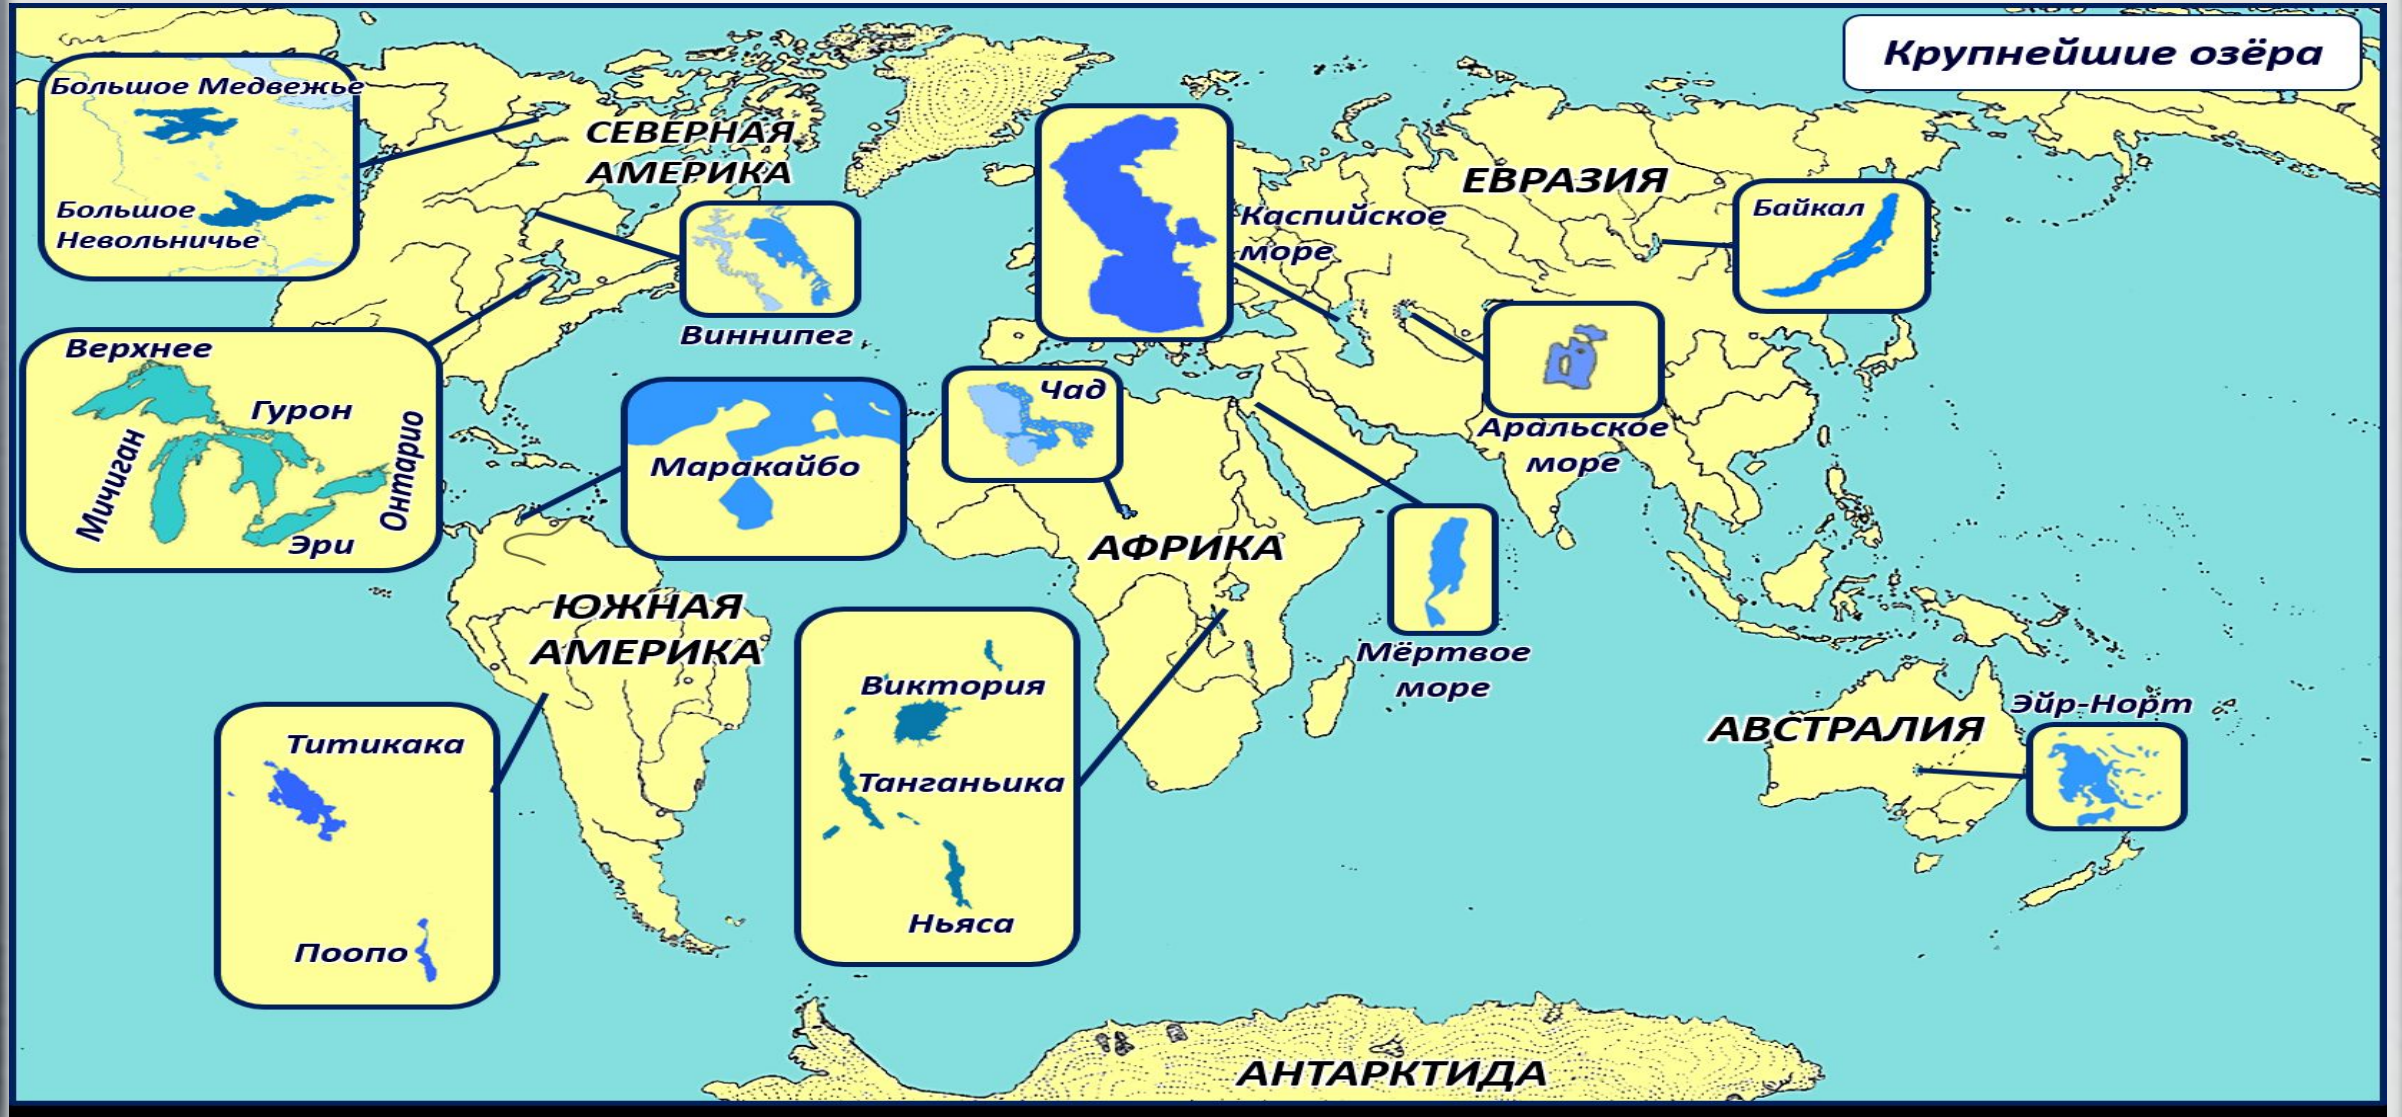 Крупнейшие озёра
Большое Медвежье
Большое
Невольничье
СЕВЕРНАЯ
АМЕРИКА
Виннипег
Верхнее
Гурон
Мичиган
Онтарио
Эри
Маракайбо
ЮЖНАЯ
АМЕРИКА
Титикака
Поопо
Каспийское
море
ЕВРАЗИЯ
Байкал
Аральское
море
Чад
АФРИКА
Мёртвое
море
Виктория
Танганьика
Ньяса
АВСТРАЛИЯ
Эйр-Норт
АНТАРКТИДА